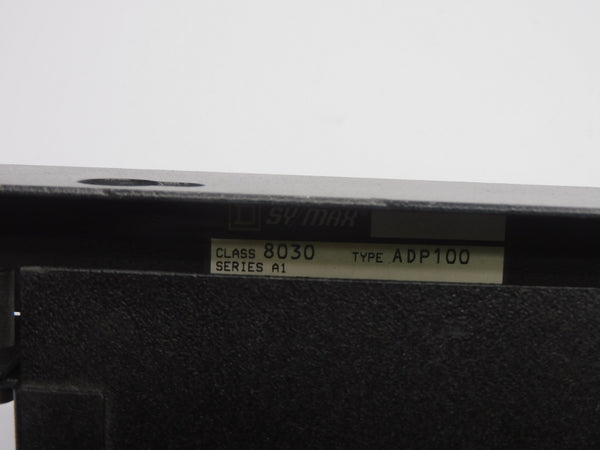 D SY/MAX
CLASS 8030 TYPE ADP100
SERIES A1